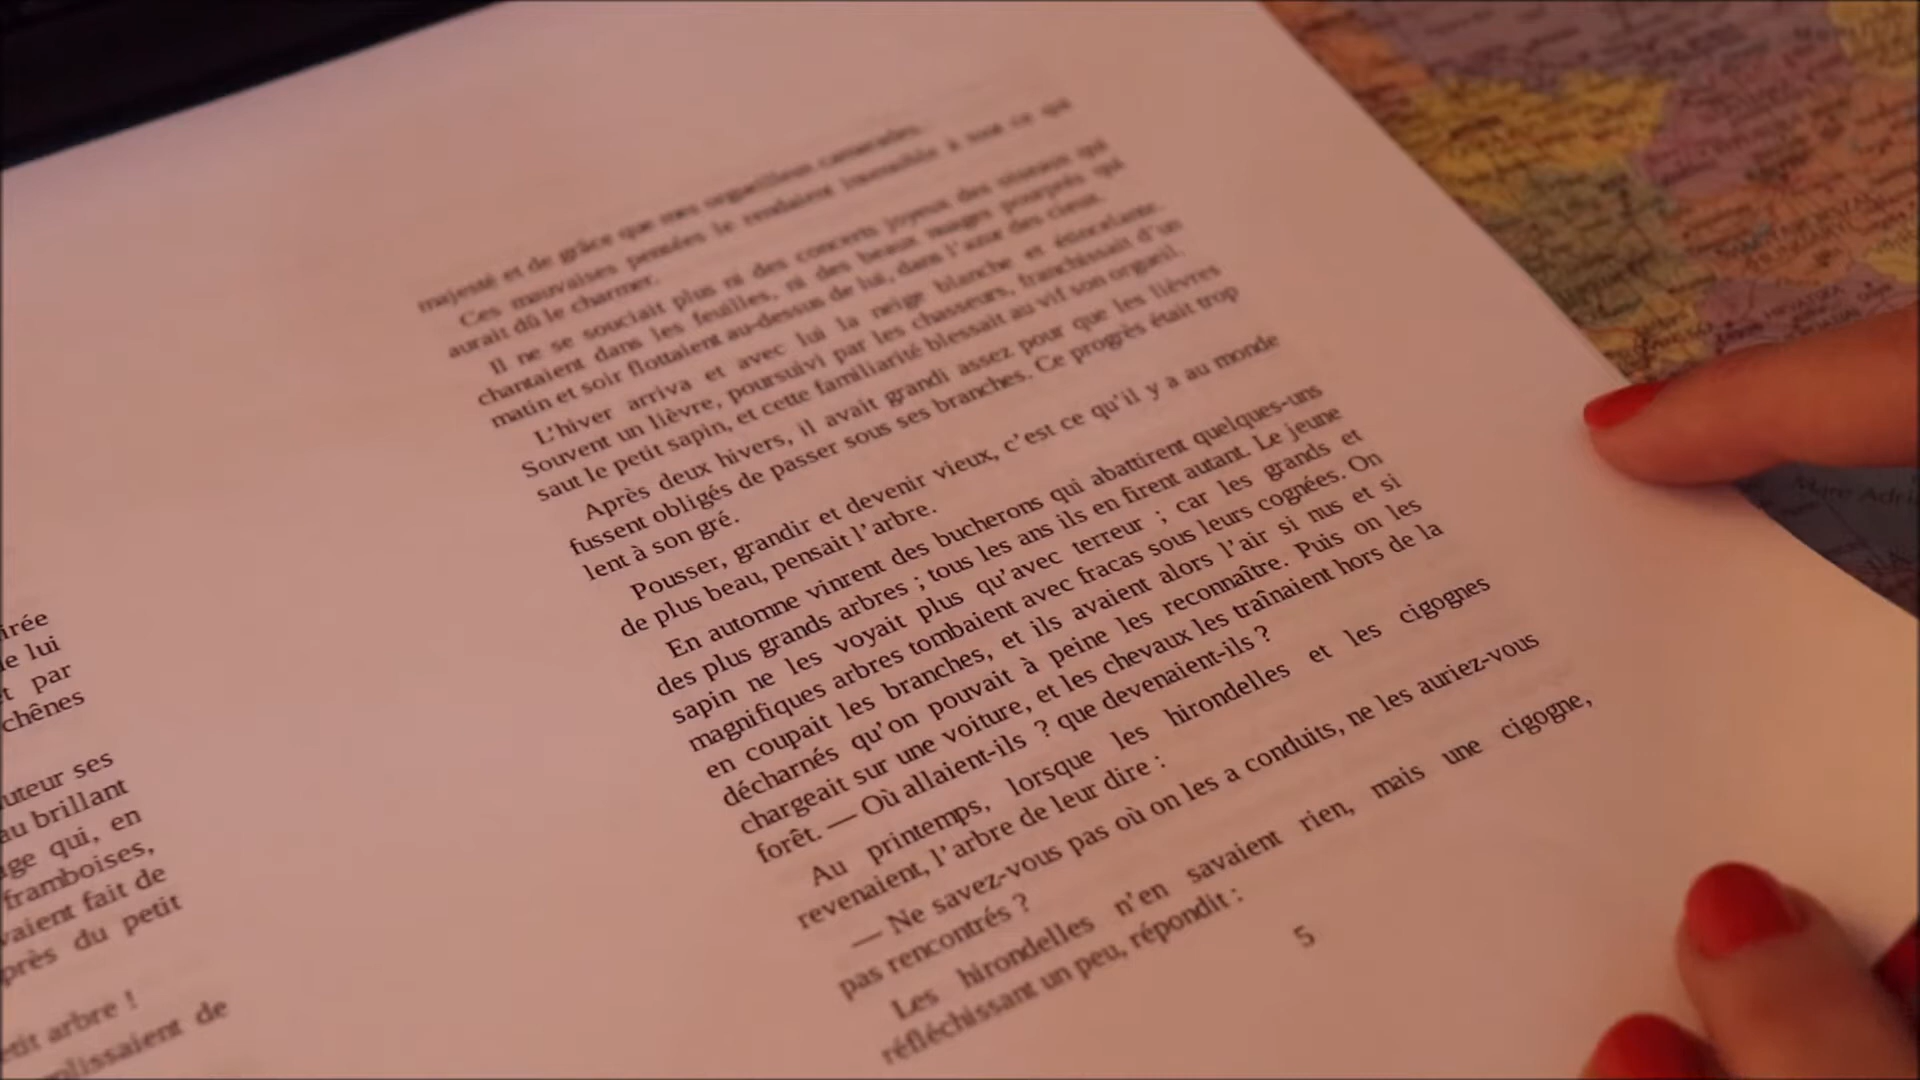 irée
e lui
t par
chênes
uteur ses
au brillant
ge qui, en
framboises,
vaient fait de
près du petit
etit arbre !
plissaient de
majesté et de grâce que mes orgueilleux camarades.
Ces mauvaises pensées le rendaient insensible à tout ce qui
aurait dû le charmer.
Il ne se souciait plus ni des concerts joyeux des oiseaux qui
chantaient dans les feuilles, ni des beaux nuages pourprés qui
matin et soir flottaient au-dessus de lui, dans l'azur des cieux.
L'hiver arriva et avec lui la neige blanche et étincelante.
Souvent un lièvre, poursuivi par les chasseurs, franchissait d'un
saut le petit sapin, et cette familiarité blessait au vif son orgueil.
Après deux hivers, il avait grandi assez pour que les lièvres
fussent obligés de passer sous ses branches. Ce progrès était trop
lent à son gré.
Pousser, grandir et devenir vieux, c'est ce qu'il y a au monde
de plus beau, pensait l'arbre.
En automne vinrent des bucherons qui abattirent quelques-uns
des plus grands arbres ; tous les ans ils en firent autant. Le jeune
sapin ne les voyait plus qu'avec terreur ; car les grands et
magnifiques arbres tombaient avec fracas sous leurs cognées. On
en coupait les branches, et ils avaient alors l'air si nus et si
décharnés qu'on pouvait à peine les reconnaître. Puis on les
chargeait sur une voiture, et les chevaux les traînaient hors de la
forêt. — Où allaient-ils ? que devenaient-ils ?
Au printemps, lorsque les hirondelles et les cigognes
revenaient, l'arbre de leur dire :
— Ne savez-vous pas où on les a conduits, ne les auriez-vous
pas rencontrés ?
Les hirondelles n'en savaient rien, mais une cigogne,
réfléchissant un peu, répondit :
5